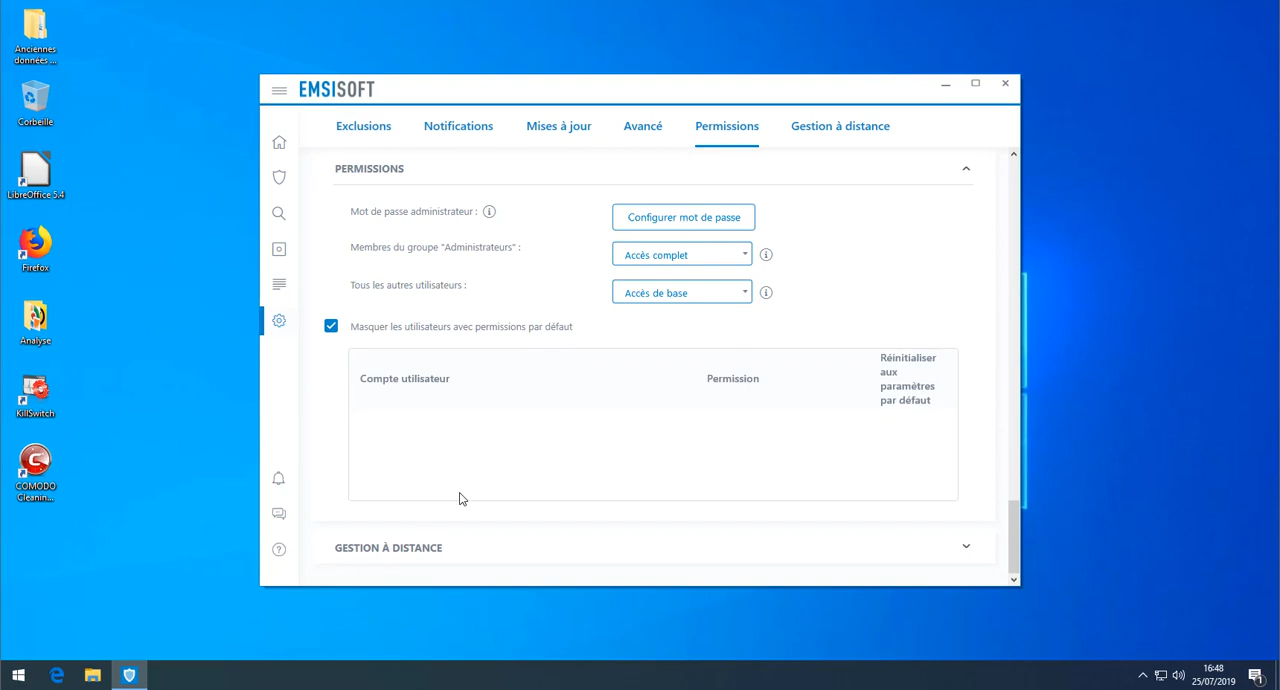 Anciennes
données ...
Corbeille
LibreOffice 5.4
Firefox
Analyse
KillSwitch
COMODO
Cleanin...
EMSISOFT
Exclusions
Notifications
Mises à jour
Avancé
Permissions
Gestion à distance
PERMISSIONS
Mot de passe administrateur :
Configurer mot de passe
Membres du groupe "Administrateurs" :
Accès complet
Tous les autres utilisateurs :
Accès de base
Masquer les utilisateurs avec permissions par défaut
Compte utilisateur
Permission
Réinitialiser
aux
paramètres
par défaut
GESTION À DISTANCE
16:48
25/07/2019
1